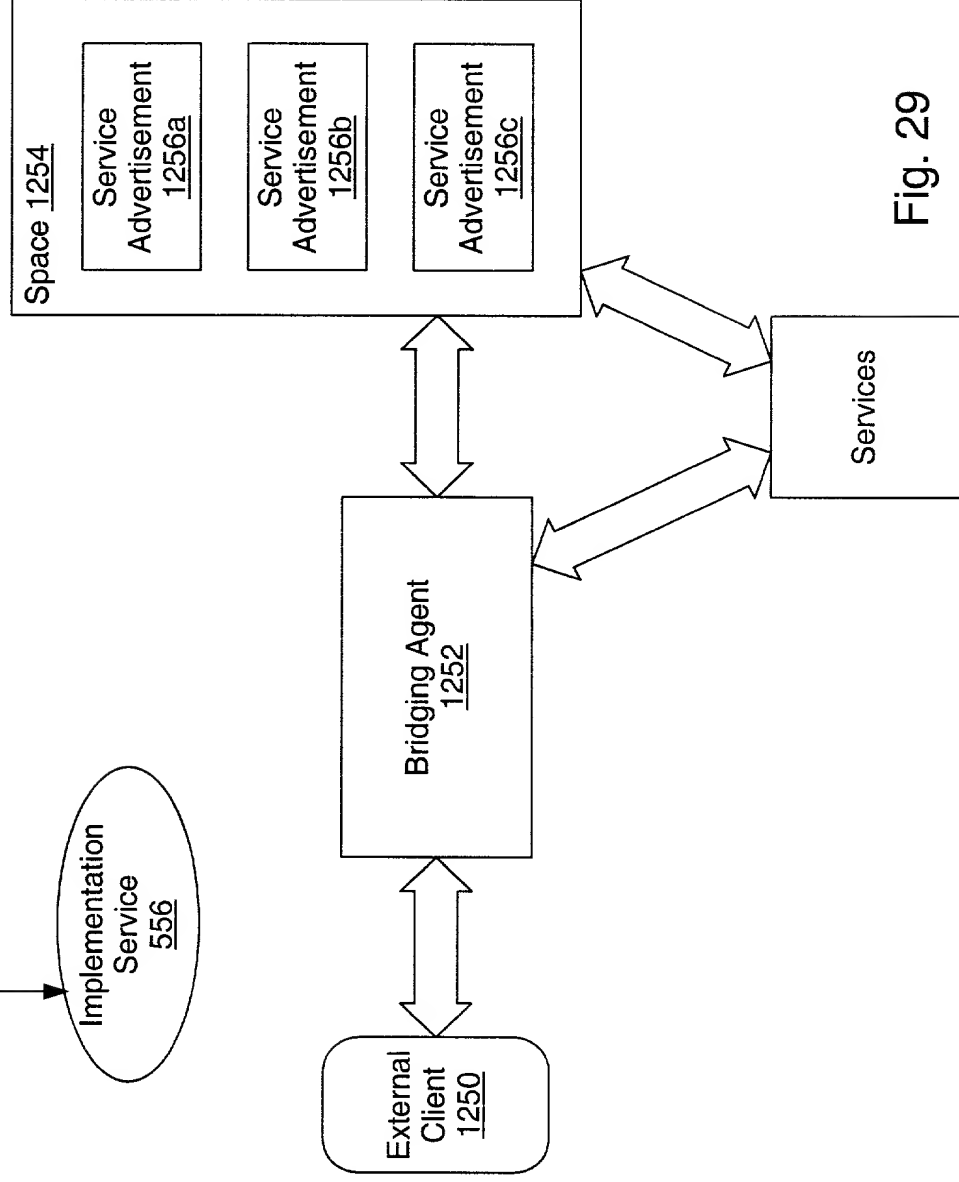 Implementation
Service
556
External
Client
1250
Bridging Agent
1252
Space 1254
Service
Advertisement
1256a
Service
Advertisement
1256b
Service
Advertisement
1256c
Services
Fig. 29